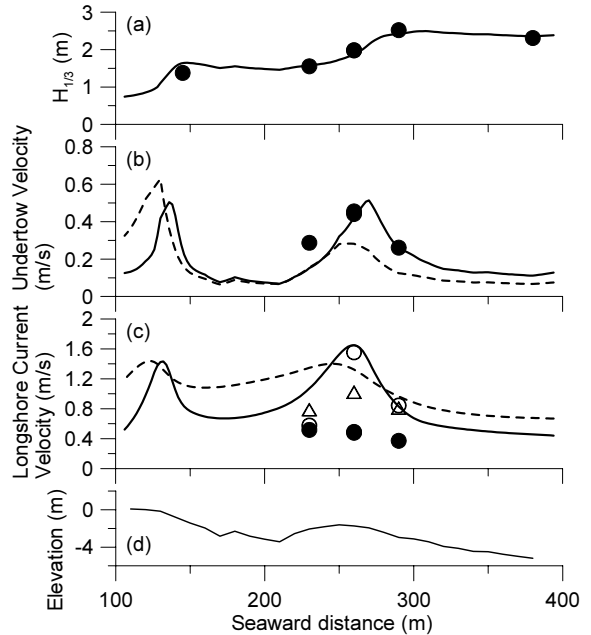 (a)
3
2
1
0
H1/3 (m)
(b)
0.8
0.6
0.4
0.2
0
Undertow Velocity
(m/s)
(c)
1.6
1.2
0.8
0.4
0
Longshore Current
Velocity (m/s)
(d)
0
-4
Elevation (m)
100 200 300 400
Seaward distance (m)